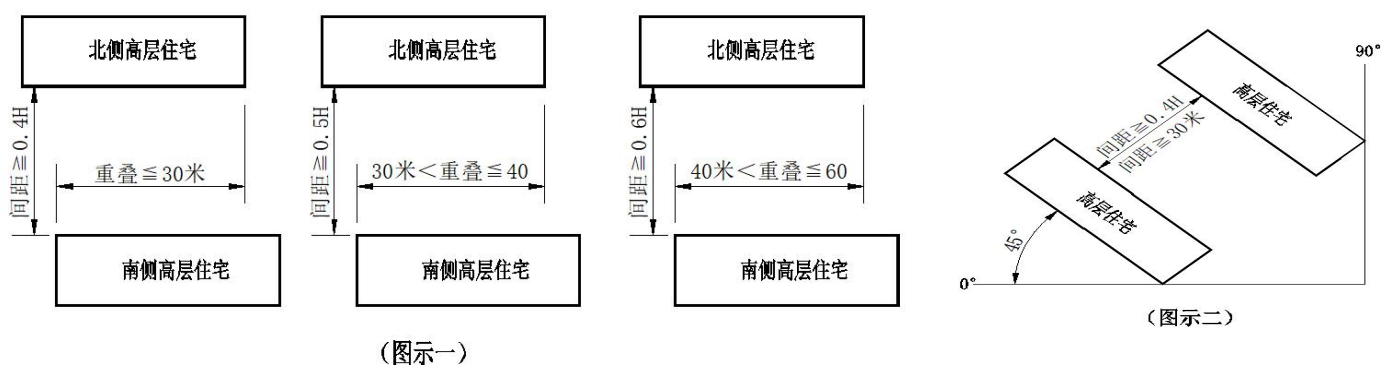 北侧高层住宅
间距≧0.4H
重叠≦30米
南侧高层住宅
北侧高层住宅
间距≧0.5H
30米＜重叠≦40
南侧高层住宅
北侧高层住宅
间距≧0.6H
40米＜重叠≦60
南侧高层住宅
（图示一）
90°
高层住宅
间距≧0.4H
间距≧30米
高层住宅
45°
0°
（图示二）